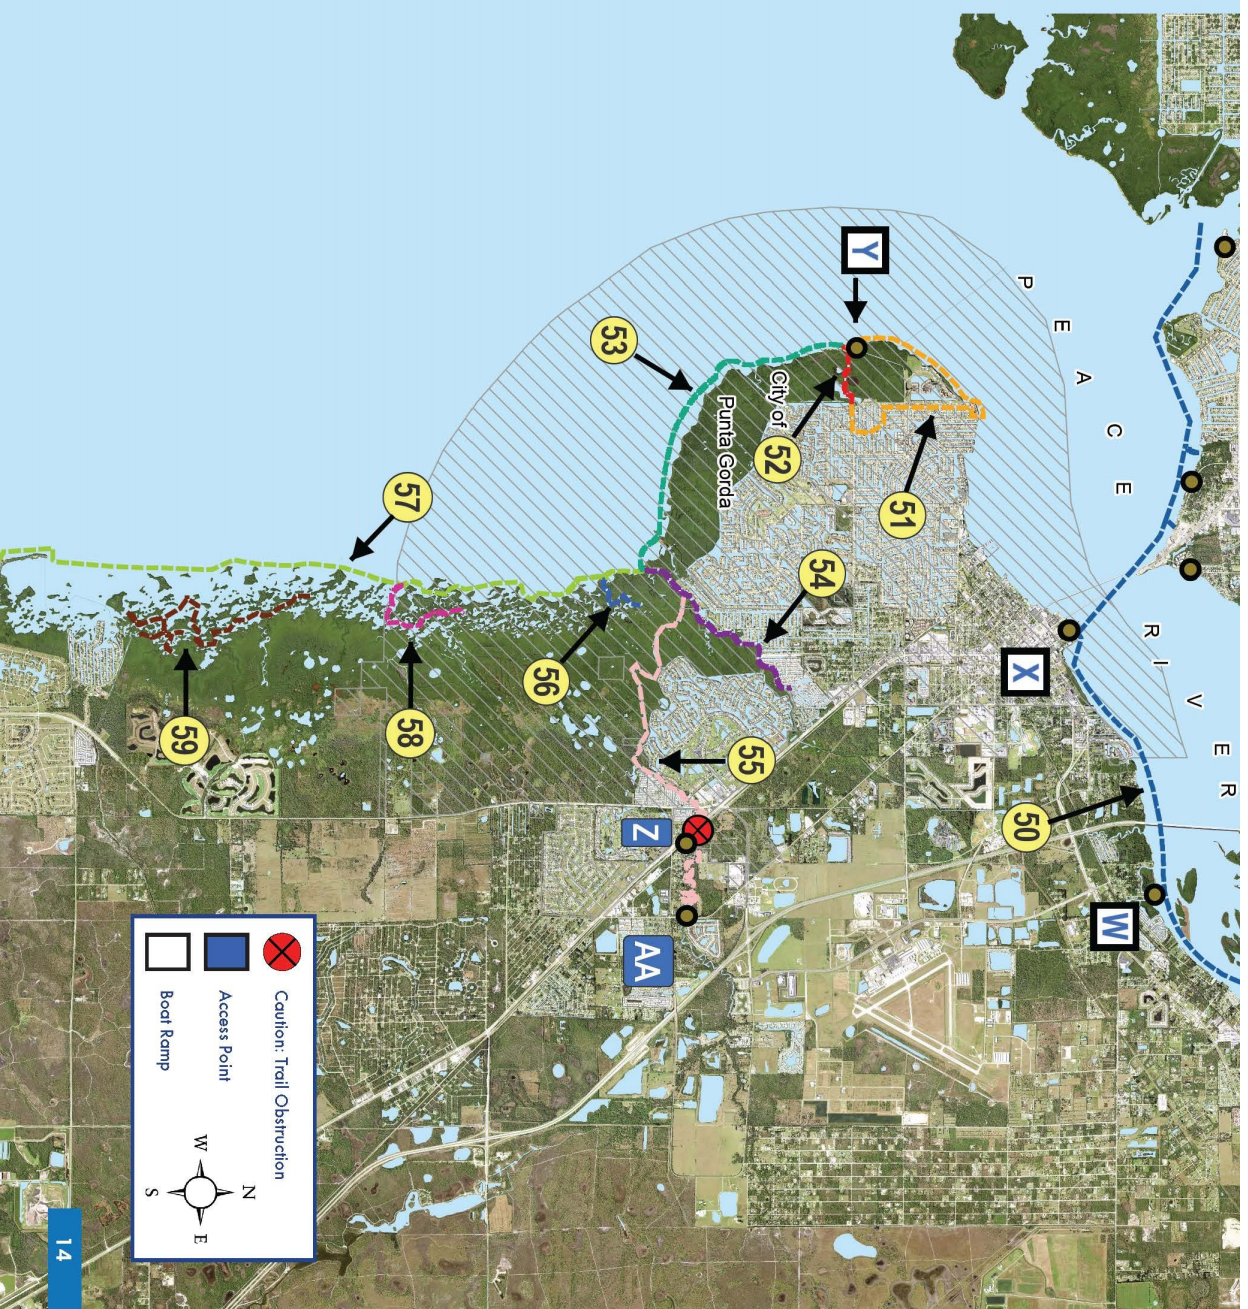 PEACE
RIVER
Y
53
City of
Punta Gorda
52
51
57
54
X
56
58
59
55
50
Z
W
AA
Caution: Trail Obstruction
Access Point
Boat Ramp
N
W
E
S
14